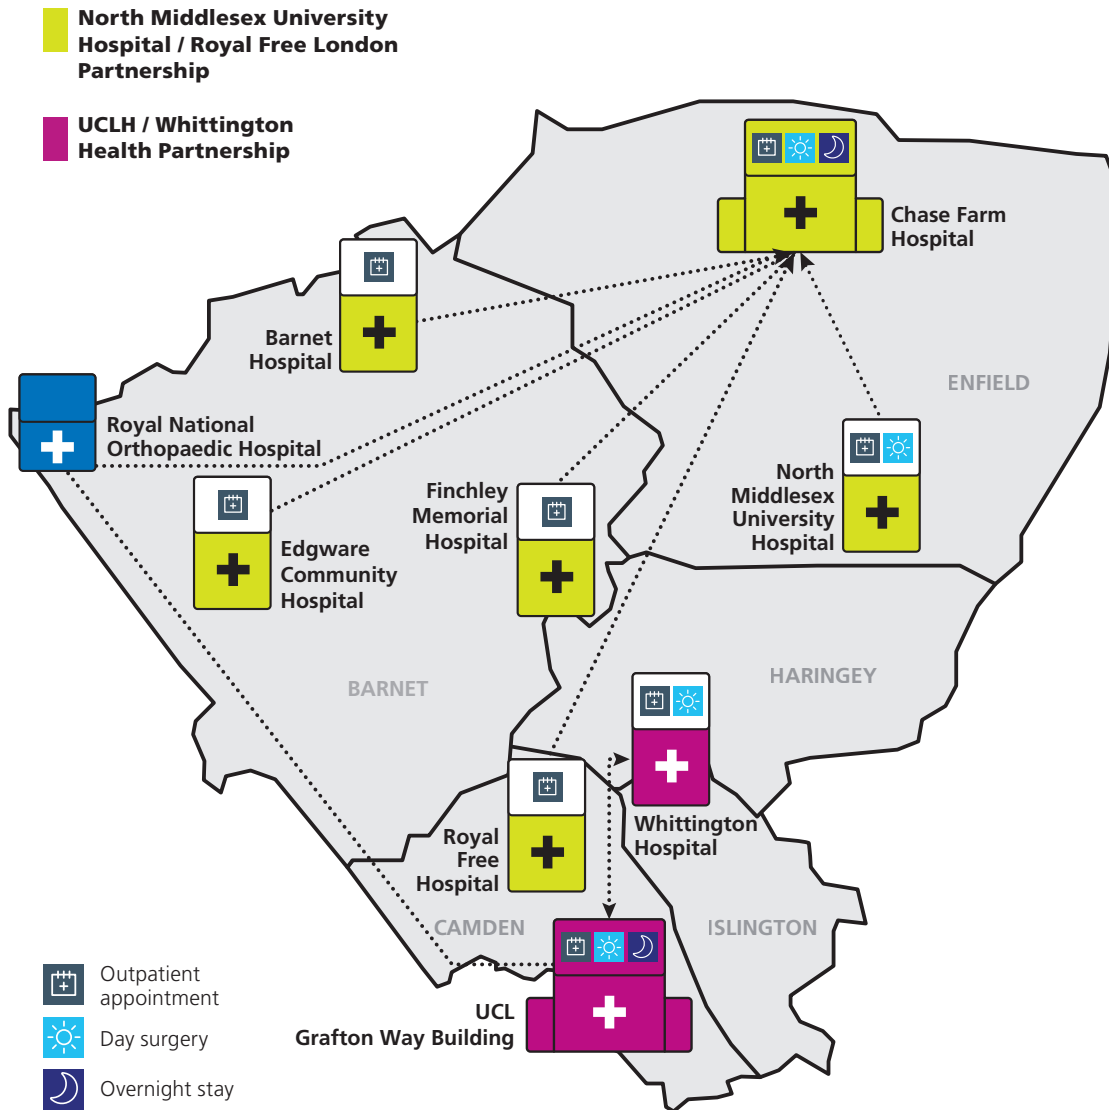 North Middlesex University
Hospital / Royal Free London
Partnership
UCLH / Whittington
Health Partnership
Chase Farm
Hospital
Barnet
Hospital
ENFIELD
Royal National
Orthopaedic Hospital
North
Middlesex
University
Hospital
Finchley
Memorial
Hospital
Edgware
Community
Hospital
BARNET
HARINGEY
Whittington
Hospital
Royal
Free
Hospital
CAMDEN
ISLINGTON
UCL
Grafton Way Building
Outpatient
appointment
Day surgery
Overnight stay